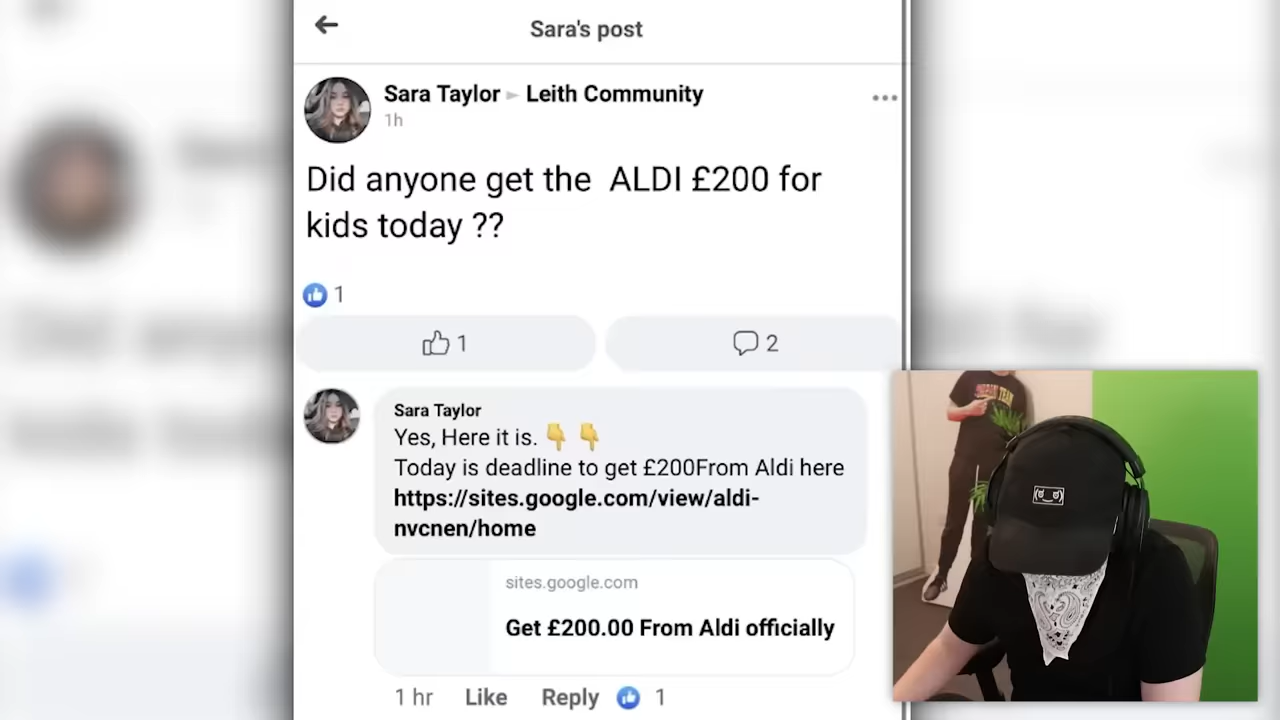 Sara's post
Sara Taylor ▸ Leith Community
1h
Did anyone get the  ALDI £200 for
kids today ??
1
1
2
Sara Taylor
Yes, Here it is. 👇 👇
Today is deadline to get £200From Aldi here
https://sites.google.com/view/aldi-
nvcnen/home
sites.google.com
Get £200.00 From Aldi officially
1 hr Like Reply 1